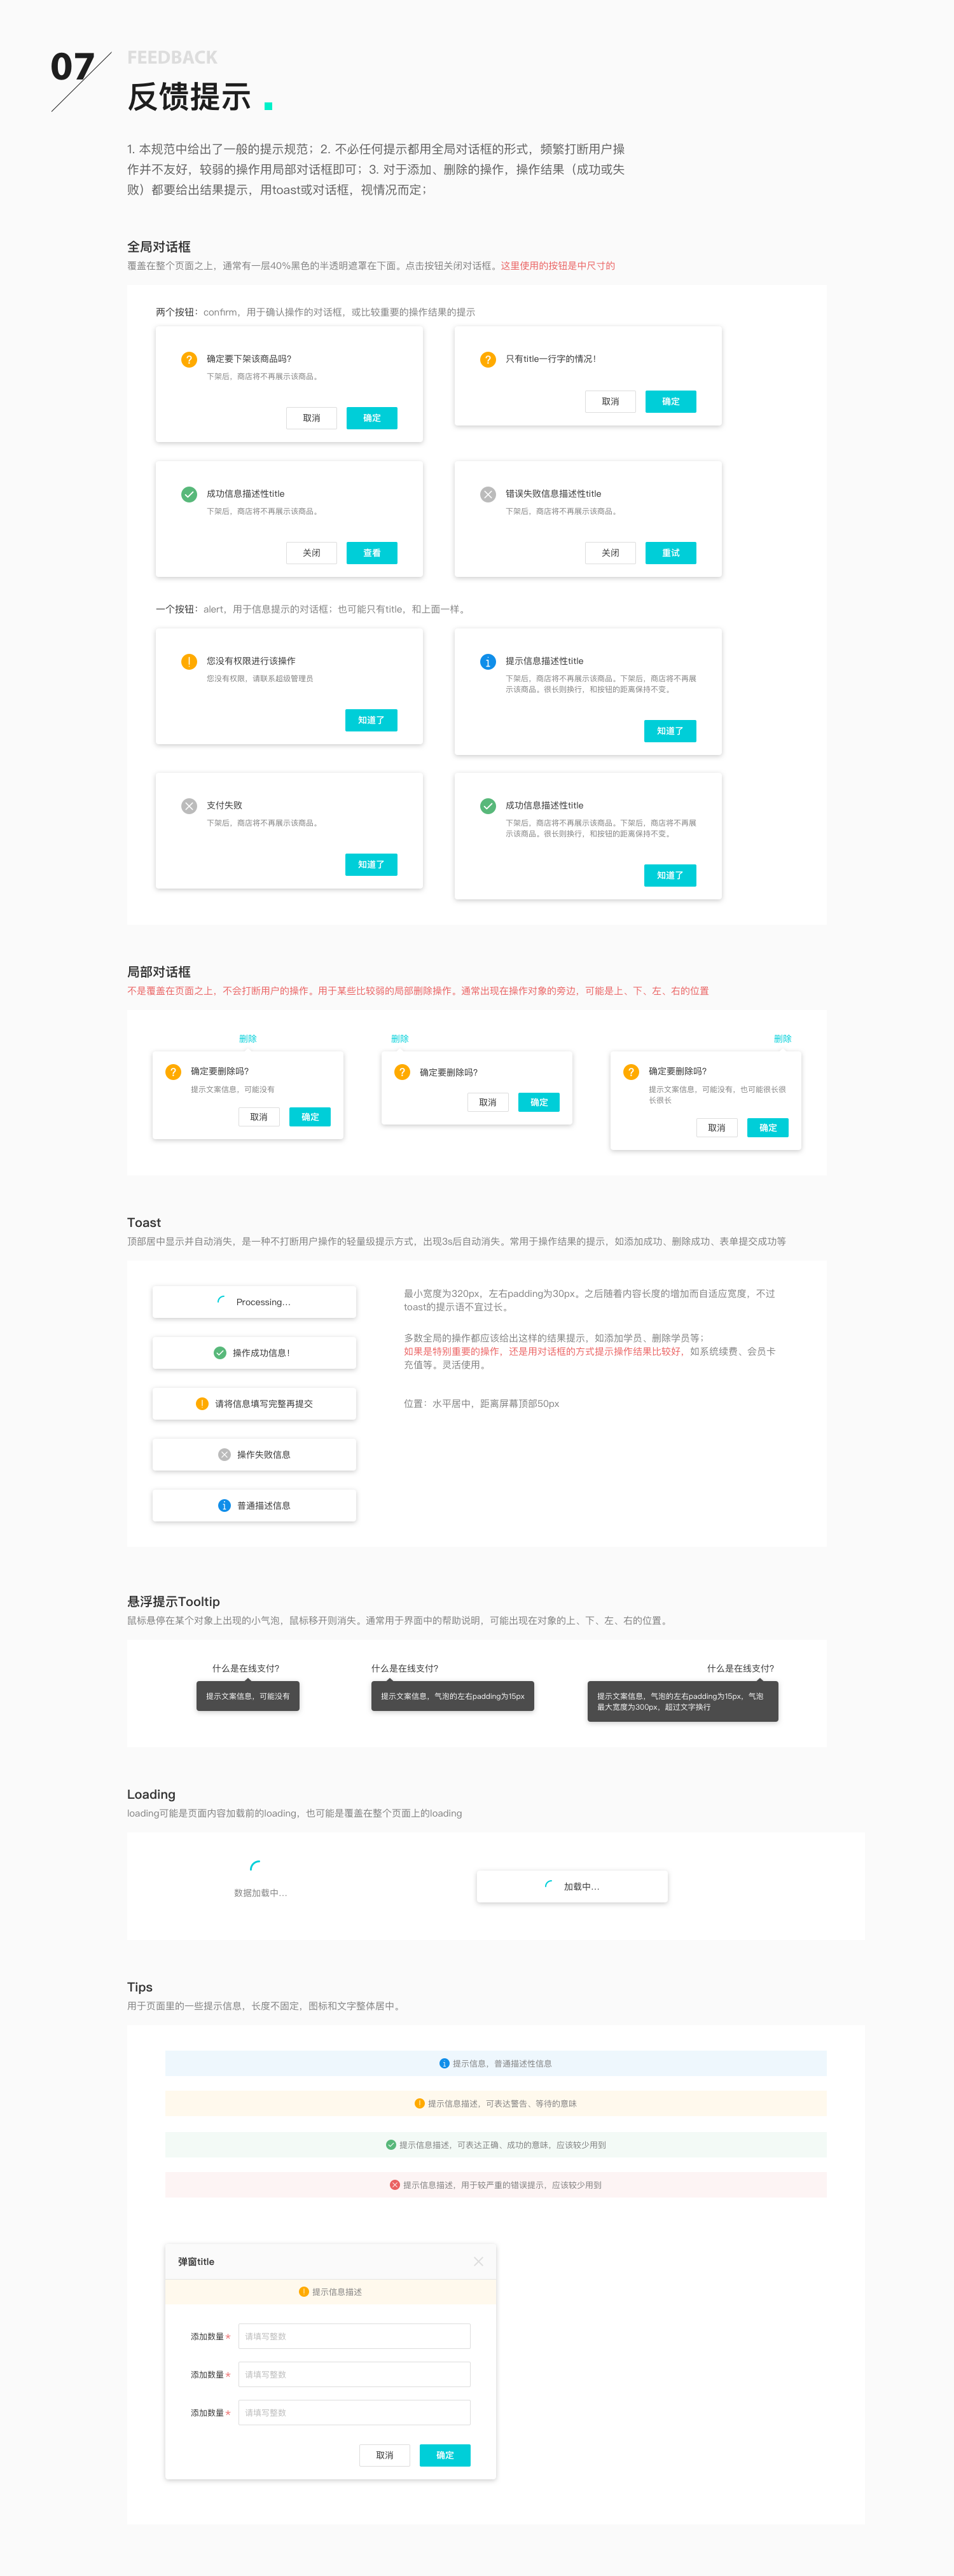 07
FEEDBACK
反馈提示
1. 本规范中给出了一般的提示规范；2. 不必任何提示都用全局对话框的形式，频繁打断用户操
作并不友好，较弱的操作用局部对话框即可；3. 对于添加、删除的操作，操作结果（成功或失
败）都要给出结果提示，用toast或对话框，视情况而定；
全局对话框
覆盖在整个页面之上，通常有一层40%黑色的半透明遮罩在下面。点击按钮关闭对话框。这里使用的按钮是中尺寸的
两个按钮：confirm，用于确认操作的对话框，或比较重要的操作结果的提示
确定要下架该商品吗？
下架后，商店将不再展示该商品。
取消
确定
只有title一行字的情况！
取消
确定
成功信息描述性title
下架后，商店将不再展示该商品。
关闭
查看
错误失败信息描述性title
下架后，商店将不再展示该商品。
关闭
重试
一个按钮：alert，用于信息提示的对话框；也可能只有title，和上面一样。
您没有权限进行该操作
您没有权限，请联系超级管理员
知道了
提示信息描述性title
下架后，商店将不再展示该商品。下架后，商店将不再展
示该商品。很长则换行，和按钮的距离保持不变。
知道了
支付失败
下架后，商店将不再展示该商品。
知道了
成功信息描述性title
下架后，商店将不再展示该商品。下架后，商店将不再展
示该商品。很长则换行，和按钮的距离保持不变。
知道了
局部对话框
不是覆盖在页面之上，不会打断用户的操作。用于某些比较弱的局部删除操作。通常出现在操作对象的旁边，可能是上、下、左、右的位置
删除
确定要删除吗？
提示文案信息，可能没有
取消
确定
删除
确定要删除吗？
取消
确定
删除
确定要删除吗？
提示文案信息，可能没有，也可能很长很
长很长
取消
确定
Toast
顶部居中显示并自动消失，是一种不打断用户操作的轻量级提示方式，出现3s后自动消失。常用于操作结果的提示，如添加成功、删除成功、表单提交成功等
Processing...
操作成功信息！
请将信息填写完整再提交
操作失败信息
普通描述信息
最小宽度为320px，左右padding为30px。之后随着内容长度的增加而自适应宽度，不过
toast的提示语不宜过长。
多数全局的操作都应该给出这样的结果提示，如添加学员、删除学员等；
如果是特别重要的操作，还是用对话框的方式提示操作结果比较好，如系统续费、会员卡
充值等。灵活使用。
位置：水平居中，距离屏幕顶部50px
悬浮提示Tooltip
鼠标悬停在某个对象上出现的小气泡，鼠标移开则消失。通常用于界面中的帮助说明，可能出现在对象的上、下、左、右的位置。
什么是在线支付？
提示文案信息，可能没有
什么是在线支付？
提示文案信息，气泡的左右padding为15px
什么是在线支付？
提示文案信息，气泡的左右padding为15px，气泡
最大宽度为300px，超过文字换行
Loading
loading可能是页面内容加载前的loading，也可能是覆盖在整个页面上的loading
数据加载中...
加载中...
Tips
用于页面里的一些提示信息，长度不固定，图标和文字整体居中。
提示信息，普通描述性信息
提示信息描述，可表达警告、等待的意味
提示信息描述，可表达正确、成功的意味，应该较少用到
提示信息描述，用于较严重的错误提示，应该较少用到
弹窗title
提示信息描述
添加数量* 请填写整数
添加数量* 请填写整数
添加数量* 请填写整数
取消
确定